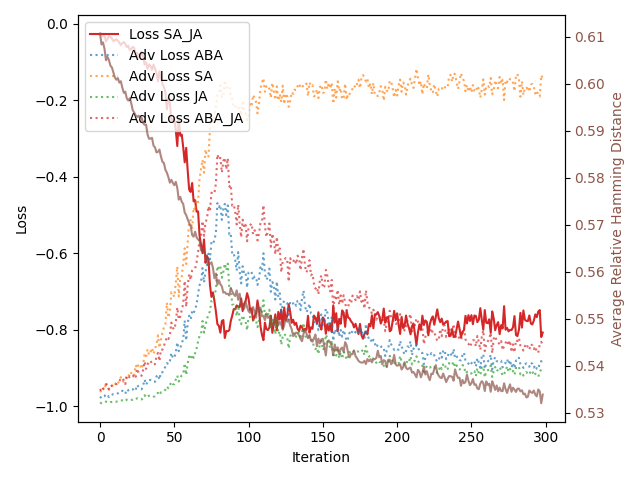 Loss SA_JA
Adv Loss ABA
Adv Loss SA
Adv Loss JA
Adv Loss ABA_JA
0.0
−0.2
−0.4
−0.6
−0.8
−1.0
Loss
0
50
100
150
200
250
300
Iteration
0.61
0.60
0.59
0.58
0.57
0.56
0.55
0.54
0.53
Average Relative Hamming Distance